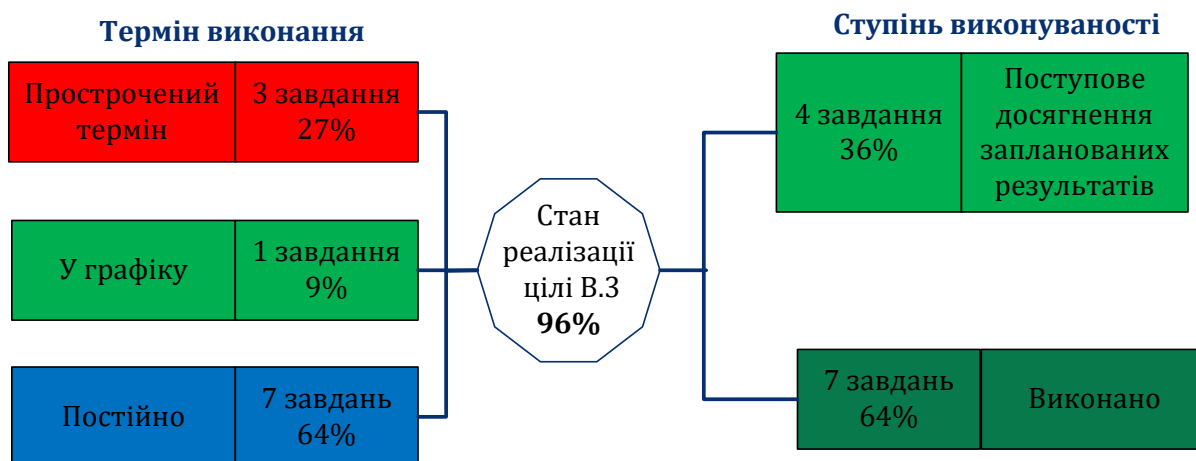 Термін виконання
Прострочений
термін
3 завдання
27%
У графіку
1 завдання
9%
Постійно
7 завдань
64%
Стан
реалізації
цілі В.3
96%
Ступінь виконуваності
4 завдання
36%
Поступове
досягнення
запланованих
результатів
7 завдань
64%
Виконано